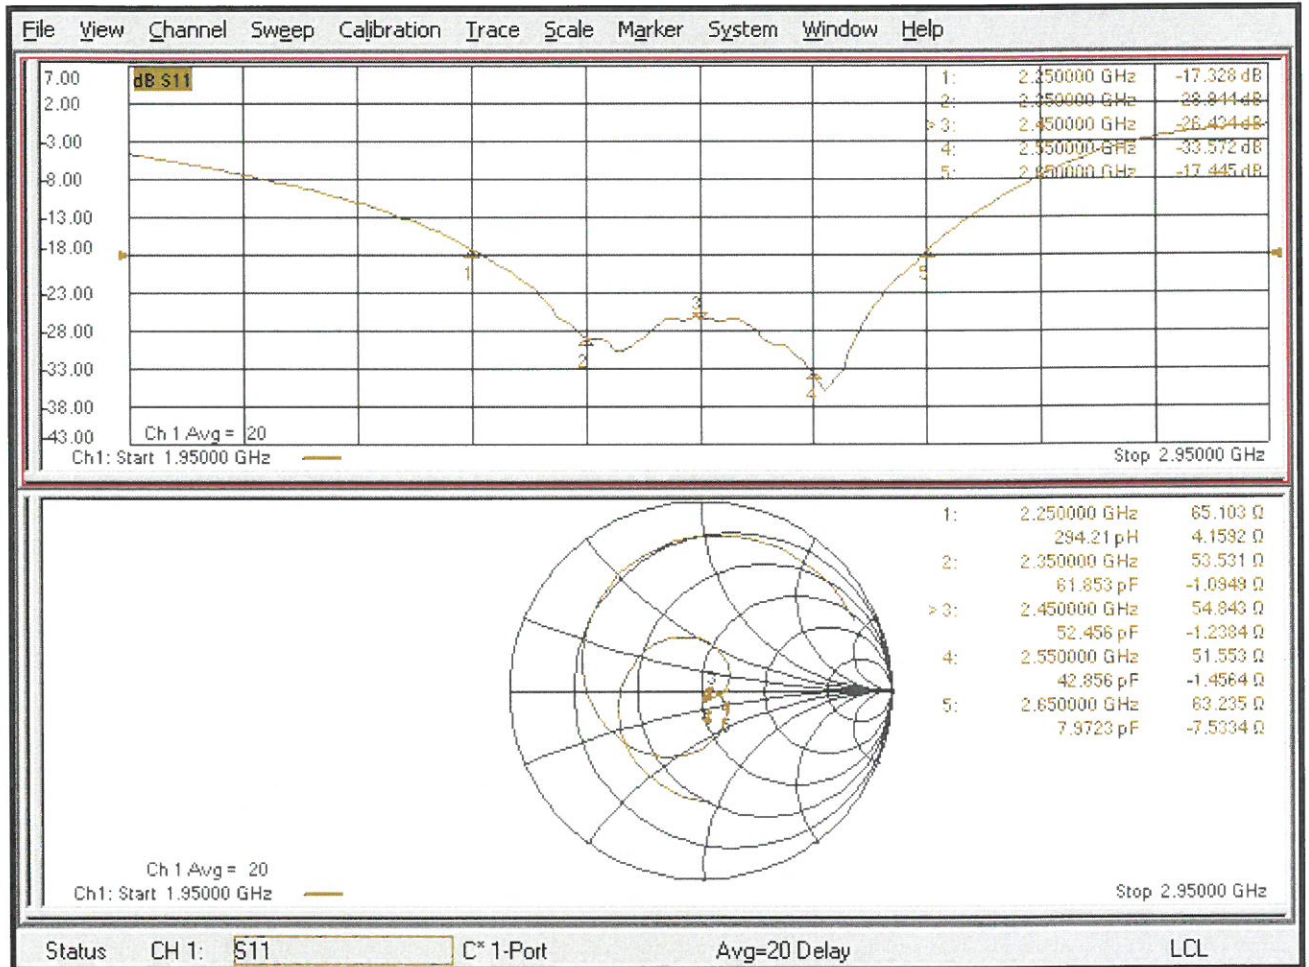 File View Channel Sweep Calibration Trace Scale Marker System Window Help
7.00
dB S11
2.00
-3.00
-8.00
-13.00
-18.00
-23.00
-28.00
-33.00
-38.00
-43.00
1: 2.250000 GHz -17.328 dB
2: 2.350000 GHz -28.844 dB
> 3: 2.450000 GHz -26.434 dB
4: 2.550000 GHz -33.572 dB
5: 2.650000 GHz -17.445 dB
1
2
3
4
5
Ch 1 Avg = 20
Ch1: Start 1.95000 GHz
Stop 2.95000 GHz
1: 2.250000 GHz 65.103 Ω
294.21 pH 4.1592 Ω
2: 2.350000 GHz 53.531 Ω
61.853 pF -1.0949 Ω
> 3: 2.450000 GHz 54.843 Ω
52.456 pF -1.2384 Ω
4: 2.550000 GHz 51.553 Ω
42.856 pF -1.4564 Ω
5: 2.650000 GHz 63.235 Ω
7.9723 pF -7.5334 Ω
Ch 1 Avg = 20
Ch1: Start 1.95000 GHz
Stop 2.95000 GHz
Status CH 1: S11 C* 1-Port Avg=20 Delay LCL